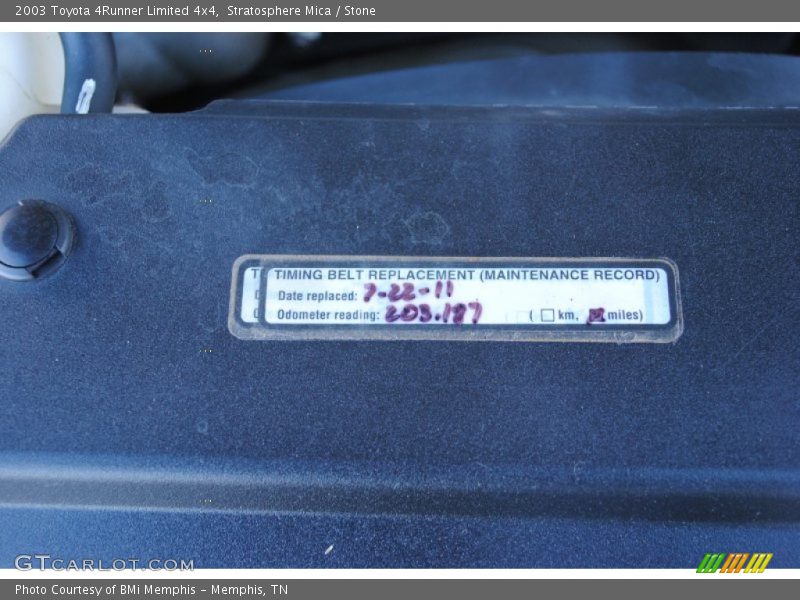 2003 Toyota 4Runner Limited 4x4, Stratosphere Mica / Stone
TIMING BELT REPLACEMENT (MAINTENANCE RECORD)
Date replaced: 7-22-11
Odometer reading: 203.187 ( km, miles)
GTCARLOT.COM
Photo Courtesy of BMi Memphis – Memphis, TN